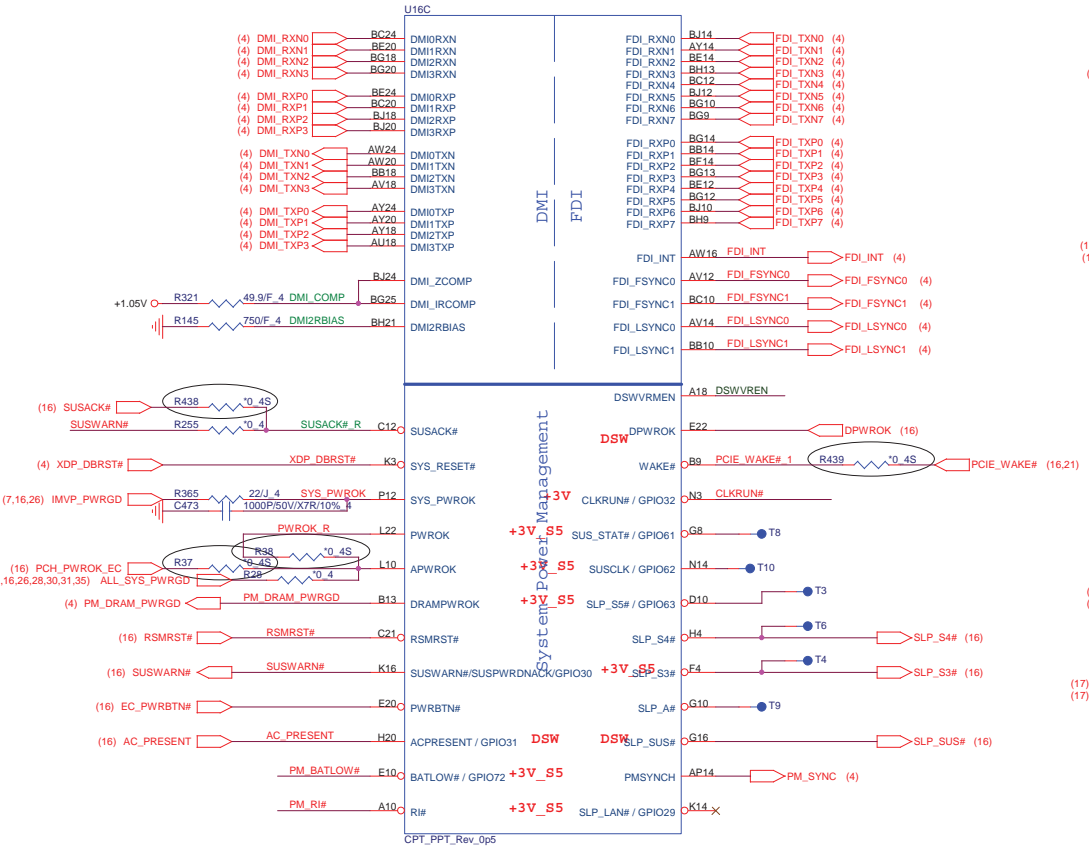 U16C
(4) DMI_RXN0 BC24 DMI0RXN FDI_RXN0 BJ14 FDI_TXN0 (4)
(4) DMI_RXN1 BE20 DMI1RXN FDI_RXN1 AY14 FDI_TXN1 (4)
(4) DMI_RXN2 BG18 DMI2RXN FDI_RXN2 BE14 FDI_TXN2 (4)
(4) DMI_RXN3 BG20 DMI3RXN FDI_RXN3 BH13 FDI_TXN3 (4)
FDI_RXN4 BC12 FDI_TXN4 (4)
(4) DMI_RXP0 BE24 DMI0RXP FDI_RXN5 BJ12 FDI_TXN5 (4)
(4) DMI_RXP1 BC20 DMI1RXP FDI_RXN6 BG10 FDI_TXN6 (4)
(4) DMI_RXP2 BJ18 DMI2RXP FDI_RXN7 BG9 FDI_TXN7 (4)
(4) DMI_RXP3 BJ20 DMI3RXP
FDI_RXP0 BG14 FDI_TXP0 (4)
(4) DMI_TXN0 AW24 DMI0TXN FDI_RXP1 BB14 FDI_TXP1 (4)
(4) DMI_TXN1 AW20 DMI1TXN FDI_RXP2 BF14 FDI_TXP2 (4)
(4) DMI_TXN2 BB18 DMI2TXN FDI_RXP3 BG13 FDI_TXP3 (4)
(4) DMI_TXN3 AV18 DMI3TXN FDI_RXP4 BE12 FDI_TXP4 (4)
FDI_RXP5 BG12 FDI_TXP5 (4)
(4) DMI_TXP0 AY24 DMI0TXP FDI_RXP6 BJ10 FDI_TXP6 (4)
(4) DMI_TXP1 AY20 DMI1TXP FDI_RXP7 BH9 FDI_TXP7 (4)
(4) DMI_TXP2 AY18 DMI2TXP
(4) DMI_TXP3 AU18 DMI3TXP
DMI
FDI
FDI_INT AW16 FDI_INT FDI_INT (4)
DMI_ZCOMP BJ24 FDI_FSYNC0 AV12 FDI_FSYNC0 FDI_FSYNC0 (4)
+1.05V R321 49.9/F_4 DMI_COMP BG25 DMI_IRCOMP FDI_FSYNC1 BC10 FDI_FSYNC1 FDI_FSYNC1 (4)
R145 750/F_4 DMI2RBIAS BH21 DMI2RBIAS FDI_LSYNC0 AV14 FDI_LSYNC0 FDI_LSYNC0 (4)
FDI_LSYNC1 BB10 FDI_LSYNC1 FDI_LSYNC1 (4)
DSWVRMEN A18 DSWVREN
(16) SUSACK# R438 *0_4S
SUSWARN# R255 *0_4 SUSACK#_R C12 SUSACK# DSW DPWROK E22 DPWROK (16)
(4) XDP_DBRST# XDP_DBRST# K3 SYS_RESET# WAKE# B9 PCIE_WAKE#_1 R439 *0_4S PCIE_WAKE# (16,21)
(7,16,26) IMVP_PWRGD R365 22/J_4 SYS_PWROK P12 SYS_PWROK +3V CLKRUN# / GPIO32 N3 CLKRUN#
C473 1000P/50V/X7R/10%_4
System Power Management
PWROK_R L22 PWROK +3V_S5 SUS_STAT# / GPIO61 G8 T8
R38 *0_4S
(16) PCH_PWROK_EC R37 *0_4S L10 APWROK +3V_S5 SUSCLK / GPIO62 N14 T10
,16,26,28,30,31,35) ALL_SYS_PWRGD R28 *0_4
(4) PM_DRAM_PWRGD PM_DRAM_PWRGD B13 DRAMPWROK +3V_S5 SLP_S5# / GPIO63 D10 T3
(16) RSMRST# RSMRST# C21 RSMRST# SLP_S4# H4 T6 SLP_S4# (16)
(16) SUSWARN# SUSWARN# K16 SUSWARN#/SUSPWRDNACK/GPIO30 +3V_S5 SLP_S3# F4 T4 SLP_S3# (16)
(16) EC_PWRBTN# E20 PWRBTN# SLP_A# G10 T9
(16) AC_PRESENT AC_PRESENT H20 ACPRESENT / GPIO31 DSW DSW SLP_SUS# G16 SLP_SUS# (16)
PM_BATLOW# E10 BATLOW# / GPIO72 +3V_S5 PMSYNCH AP14 PM_SYNC (4)
PM_RI# A10 RI# +3V_S5 SLP_LAN# / GPIO29 K14
CPT_PPT_Rev_0p5
(17)
(17)